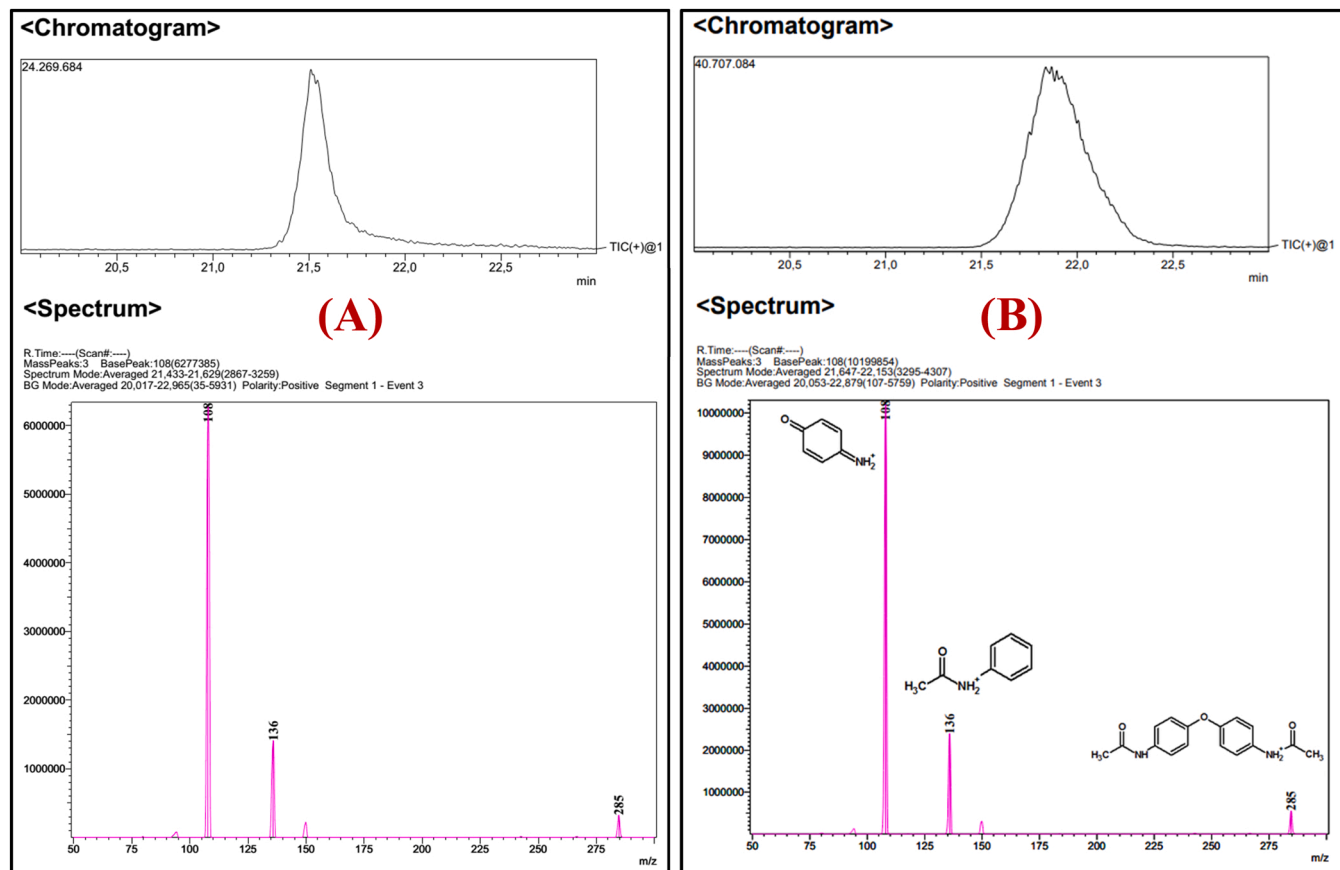 <Chromatogram>
24.269.684
TIC(+)@1
20,5 21,0 21,5 22,0 22,5
min
<Spectrum>
(A)
R.Time:----(Scan#:----)
MassPeaks:3 BasePeak:108(6277385)
Spectrum Mode:Averaged 21,433-21,629(2867-3259)
BG Mode:Averaged 20,017-22,965(35-5931) Polarity:Positive Segment 1 - Event 3
108
6000000
5000000
4000000
3000000
2000000
136
1000000
285
50 75 100 125 150 175 200 225 250 275
m/z
<Chromatogram>
40.707.084
TIC(+)@1
20,5 21,0 21,5 22,0 22,5
min
<Spectrum>
(B)
R.Time:----(Scan#:----)
MassPeaks:3 BasePeak:108(10199854)
Spectrum Mode:Averaged 21,647-22,153(3295-4307)
BG Mode:Averaged 20,053-22,879(107-5759) Polarity:Positive Segment 1 - Event 3
108
10000000
O
NH2+
9000000
8000000
7000000
6000000
5000000
4000000
O
H3C NH2+
3000000
136
2000000
O O O
H3C NH NH2+ CH3
1000000
285
50 75 100 125 150 175 200 225 250 275
m/z